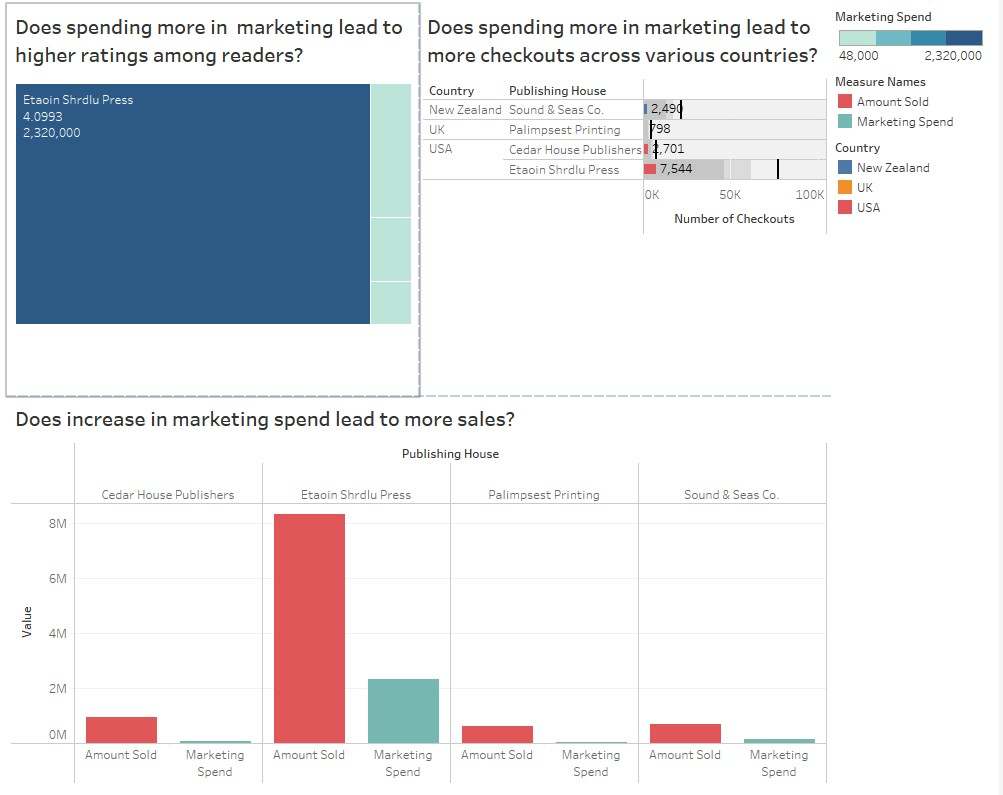 Does spending more in  marketing lead to
higher ratings among readers?
Etaoin Shrdlu Press
4.0993
2,320,000
Does spending more in marketing lead to
more checkouts across various countries?
Country Publishing House
New Zealand Sound & Seas Co. 2,490
UK Palimpsest Printing 798
USA Cedar House Publishers 2,701
Etaoin Shrdlu Press 7,544
0K 50K 100K
Number of Checkouts
Marketing Spend
48,000 2,320,000
Measure Names
Amount Sold
Marketing Spend
Country
New Zealand
UK
USA
Does increase in marketing spend lead to more sales?
Publishing House
Cedar House Publishers Etaoin Shrdlu Press Palimpsest Printing Sound & Seas Co.
8M
6M
4M
2M
0M
Value
Amount Sold Marketing Amount Sold Marketing Amount Sold Marketing Amount Sold Marketing
Spend Spend Spend Spend